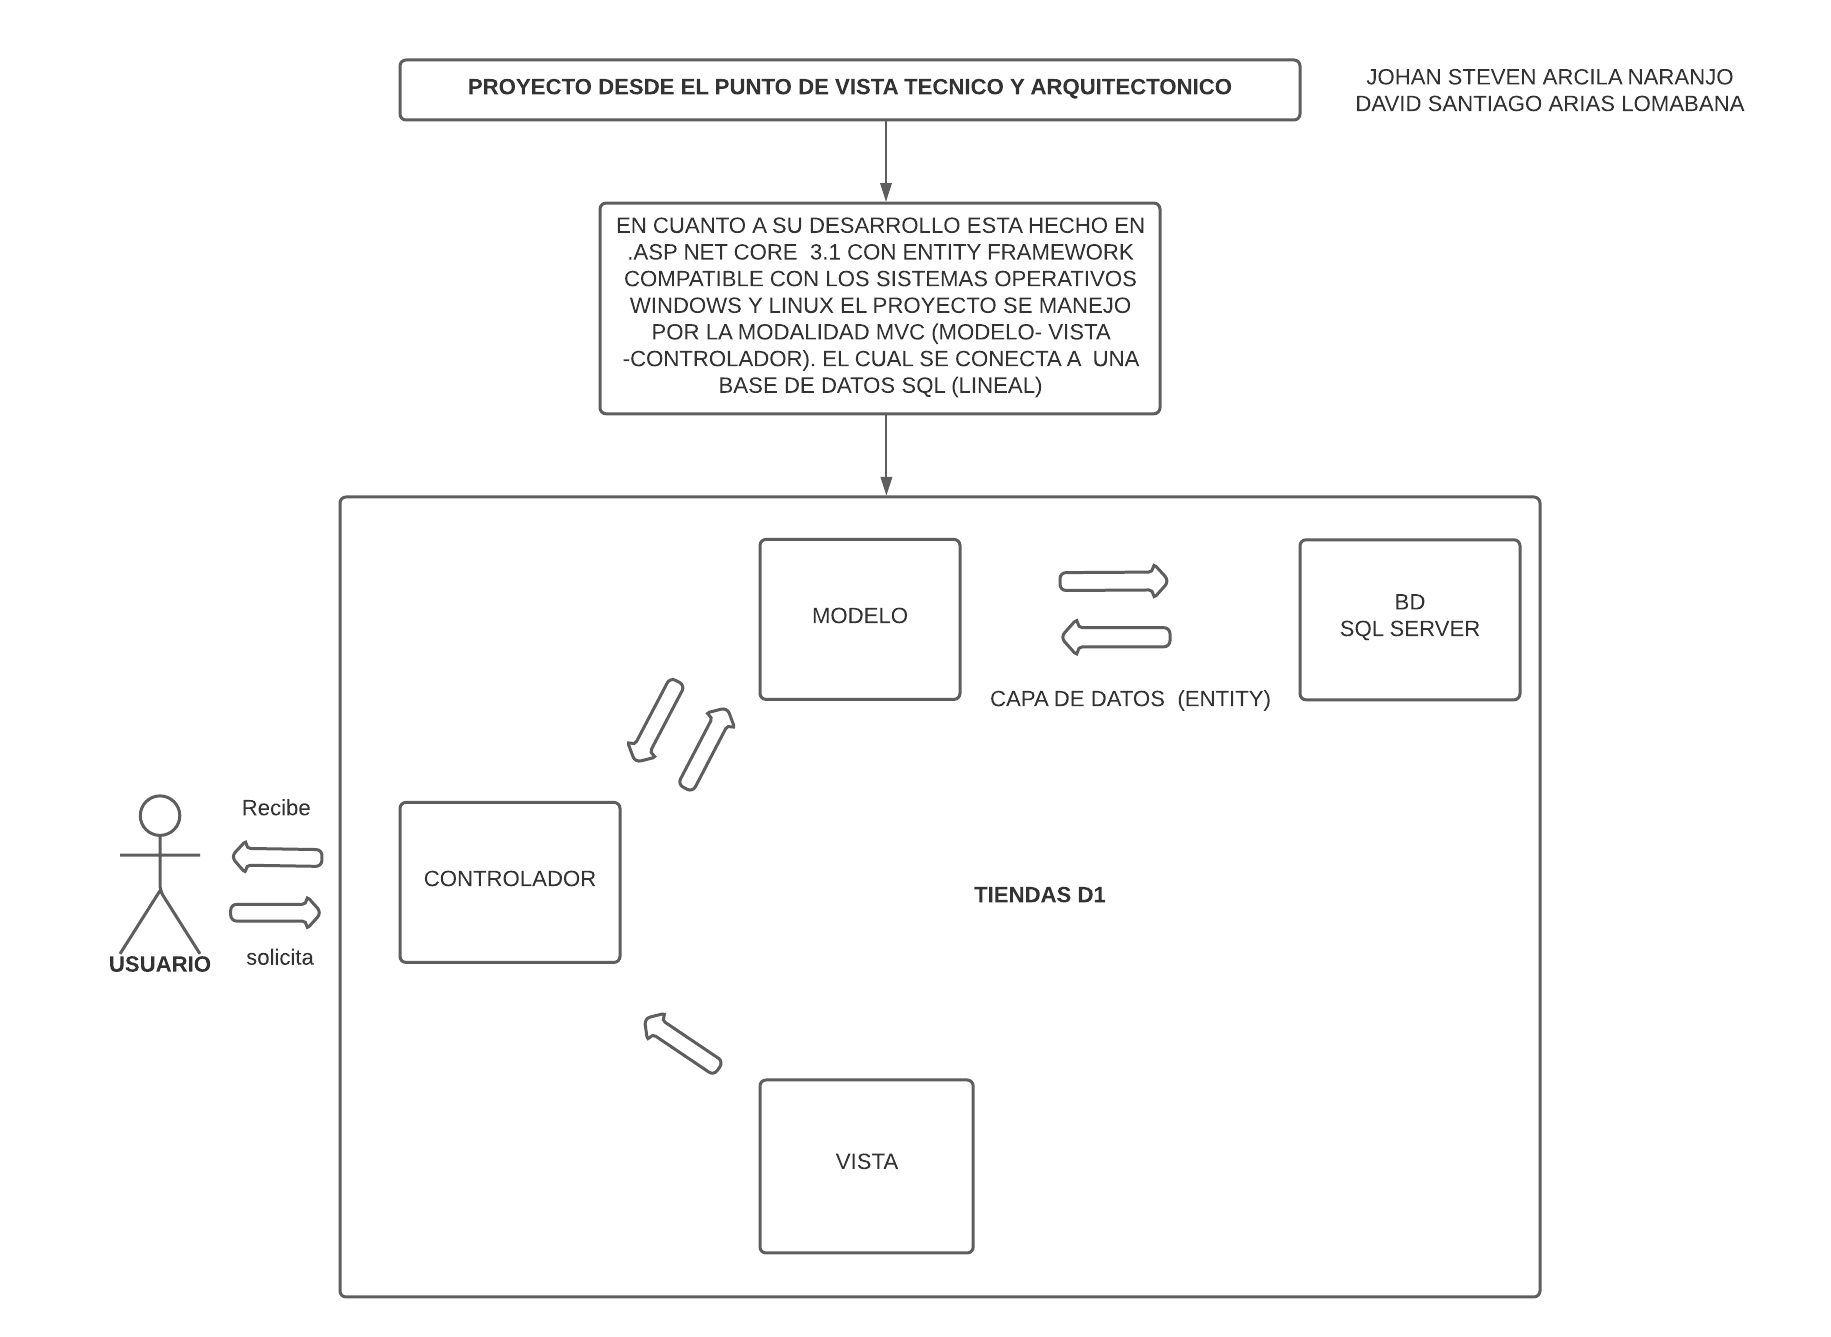 PROYECTO DESDE EL PUNTO DE VISTA TECNICO Y ARQUITECTONICO
JOHAN STEVEN ARCILA NARANJO
DAVID SANTIAGO ARIAS LOMABANA
EN CUANTO A SU DESARROLLO ESTA HECHO EN
.ASP NET CORE  3.1 CON ENTITY FRAMEWORK
COMPATIBLE CON LOS SISTEMAS OPERATIVOS
WINDOWS Y LINUX EL PROYECTO SE MANEJO
POR LA MODALIDAD MVC (MODELO- VISTA
-CONTROLADOR). EL CUAL SE CONECTA A  UNA
BASE DE DATOS SQL (LINEAL)
MODELO
BD
SQL SERVER
CAPA DE DATOS  (ENTITY)
Recibe
CONTROLADOR
TIENDAS D1
solicita
USUARIO
VISTA